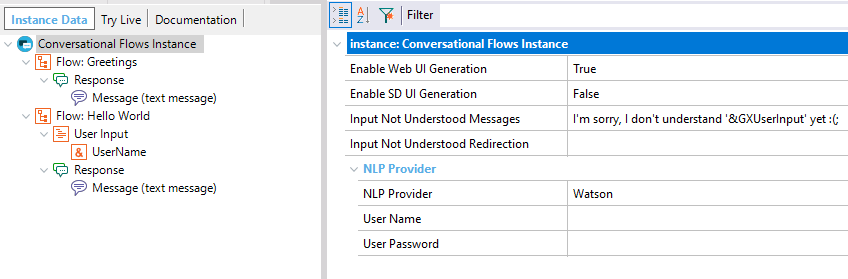 Instance Data Try Live Documentation
Conversational Flows Instance
Flow: Greetings
Response
Message (text message)
Flow: Hello World
User Input
& UserName
Response
Message (text message)
A Z Filter
instance: Conversational Flows Instance
Enable Web UI Generation True
Enable SD UI Generation False
Input Not Understood Messages I'm sorry, I don't understand '&GXUserInput' yet :(;
Input Not Understood Redirection
NLP Provider
NLP Provider Watson
User Name
User Password